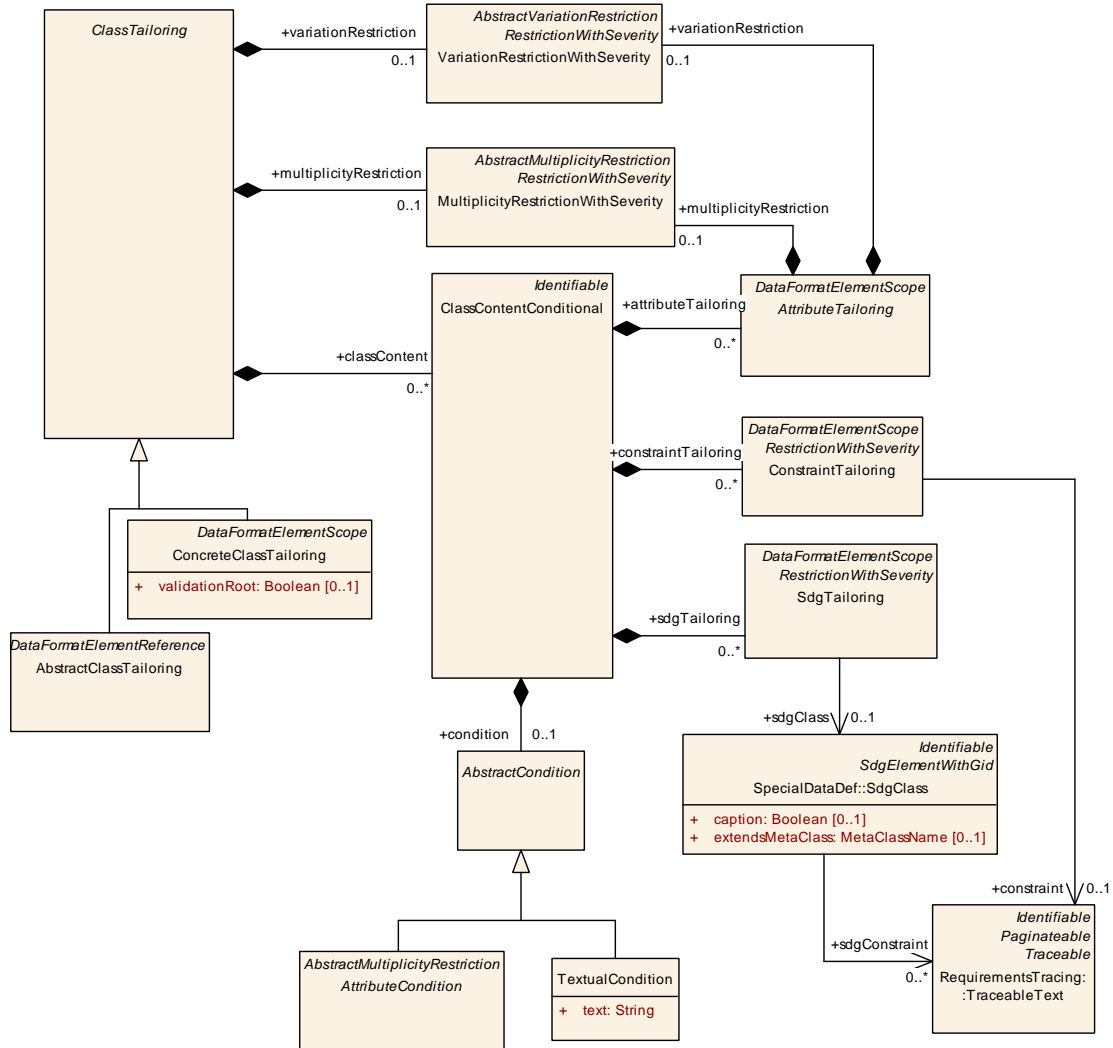 ClassTailoring
+variationRestriction
0..1
AbstractVariationRestriction
RestrictionWithSeverity
VariationRestrictionWithSeverity
+variationRestriction
0..1
+multiplicityRestriction
0..1
AbstractMultiplicityRestriction
RestrictionWithSeverity
MultiplicityRestrictionWithSeverity
+multiplicityRestriction
0..1
Identifiable
ClassContentConditional
+attributeTailoring
0..*
DataFormatElementScope
AttributeTailoring
+classContent
0..*
+constraintTailoring
0..*
DataFormatElementScope
RestrictionWithSeverity
ConstraintTailoring
DataFormatElementScope
ConcreteClassTailoring
+ validationRoot: Boolean [0..1]
DataFormatElementScope
RestrictionWithSeverity
SdgTailoring
+sdgTailoring
0..*
DataFormatElementReference
AbstractClassTailoring
+sdgClass
0..1
+condition
0..1
AbstractCondition
Identifiable
SdgElementWithGid
SpecialDataDef::SdgClass
+ caption: Boolean [0..1]
+ extendsMetaClass: MetaClassName [0..1]
+constraint
0..1
+sdgConstraint
0..*
Identifiable
Paginateable
Traceable
RequirementsTracing:
:TraceableText
AbstractMultiplicityRestriction
AttributeCondition
TextualCondition
+ text: String